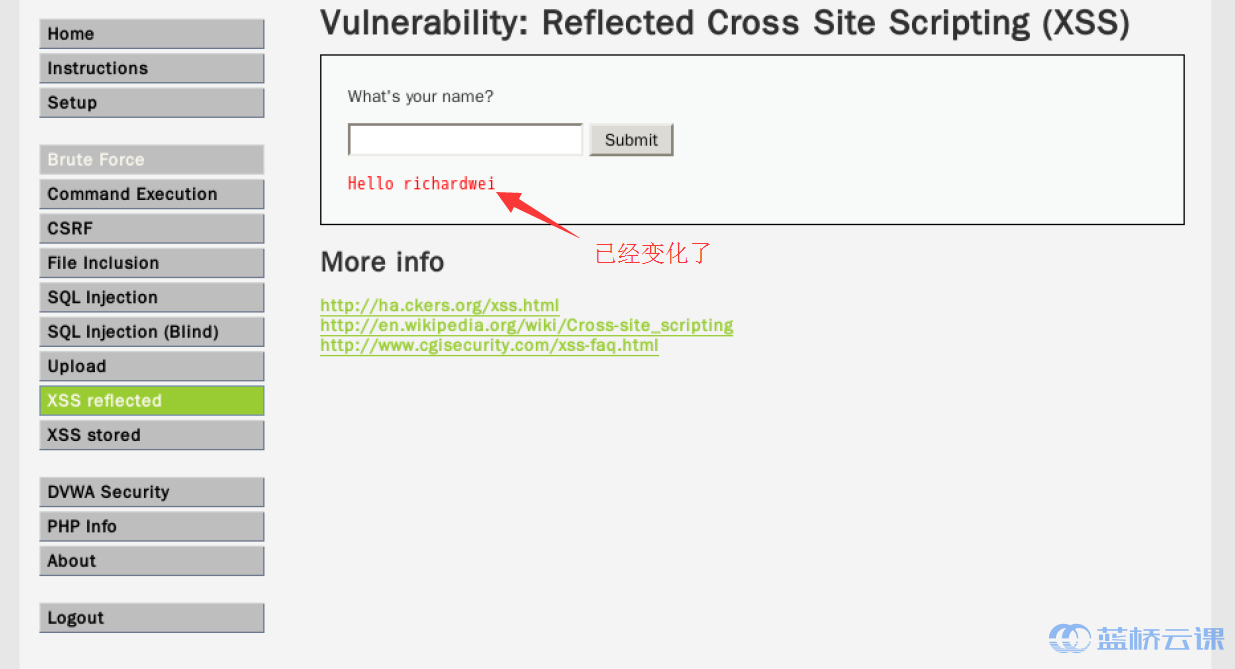 Home
Instructions
Setup
Brute Force
Command Execution
CSRF
File Inclusion
SQL Injection
SQL Injection (Blind)
Upload
XSS reflected
XSS stored
DVWA Security
PHP Info
About
Logout
Vulnerability: Reflected Cross Site Scripting (XSS)
What's your name?
Submit
Hello richardwei
已经变化了
More info
http://ha.ckers.org/xss.html
http://en.wikipedia.org/wiki/Cross-site_scripting
http://www.cgisecurity.com/xss-faq.html
蓝桥云课